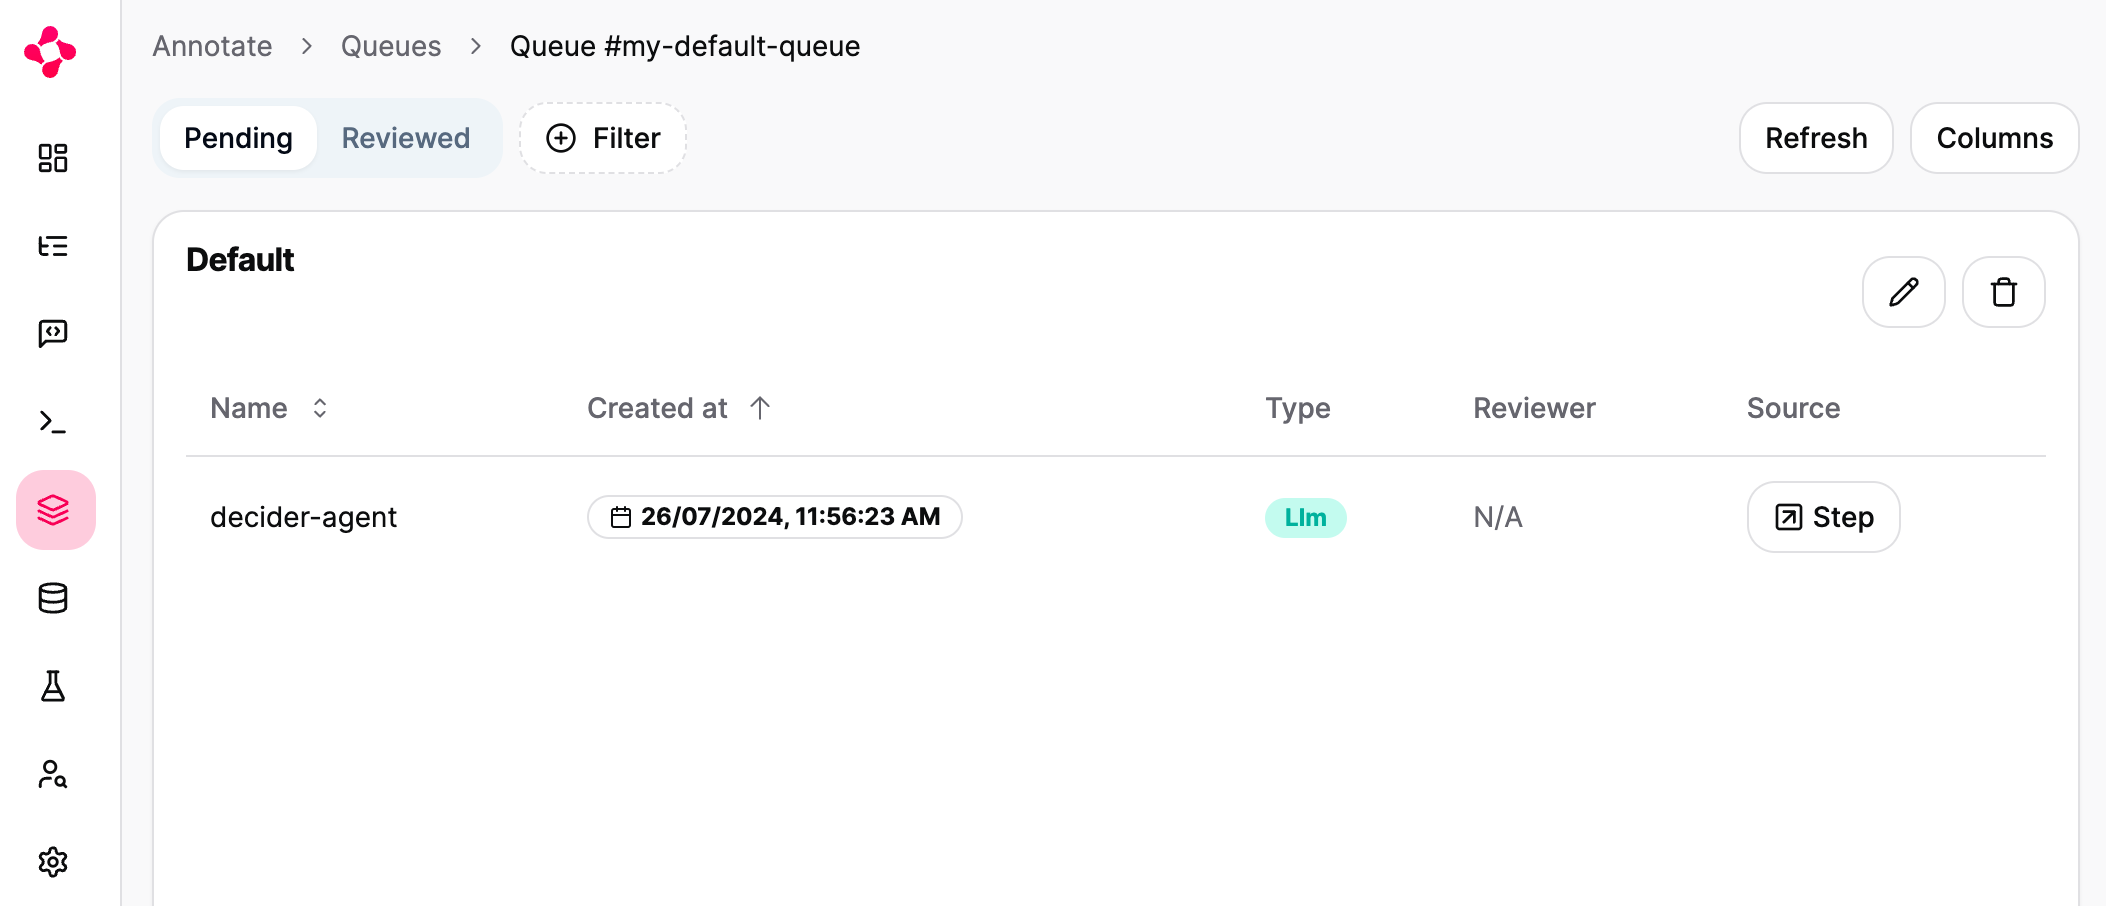 Annotate > Queues > Queue #my-default-queue
Pending Reviewed Filter Refresh Columns
Default
Name Created at Type Reviewer Source
decider-agent 26/07/2024, 11:56:23 AM Llm N/A Step